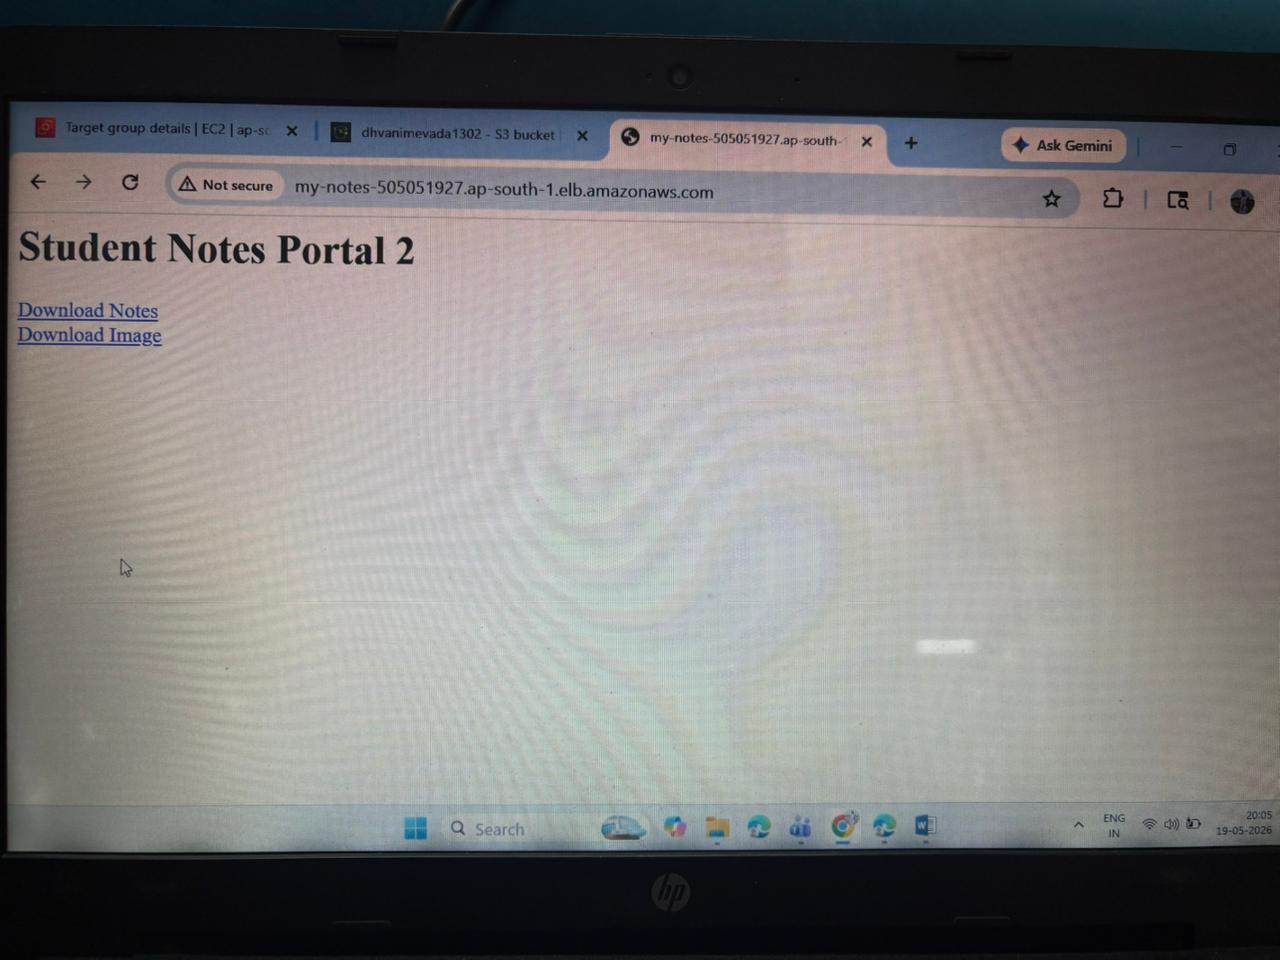 Target group details | EC2 | ap-sc
dhvanimevada1302 - S3 bucket
my-notes-505051927.ap-south-
Ask Gemini
Not secure
my-notes-505051927.ap-south-1.elb.amazonaws.com
Student Notes Portal 2
Download Notes
Download Image
Search
ENG
IN
20:05
19-05-2026
hp